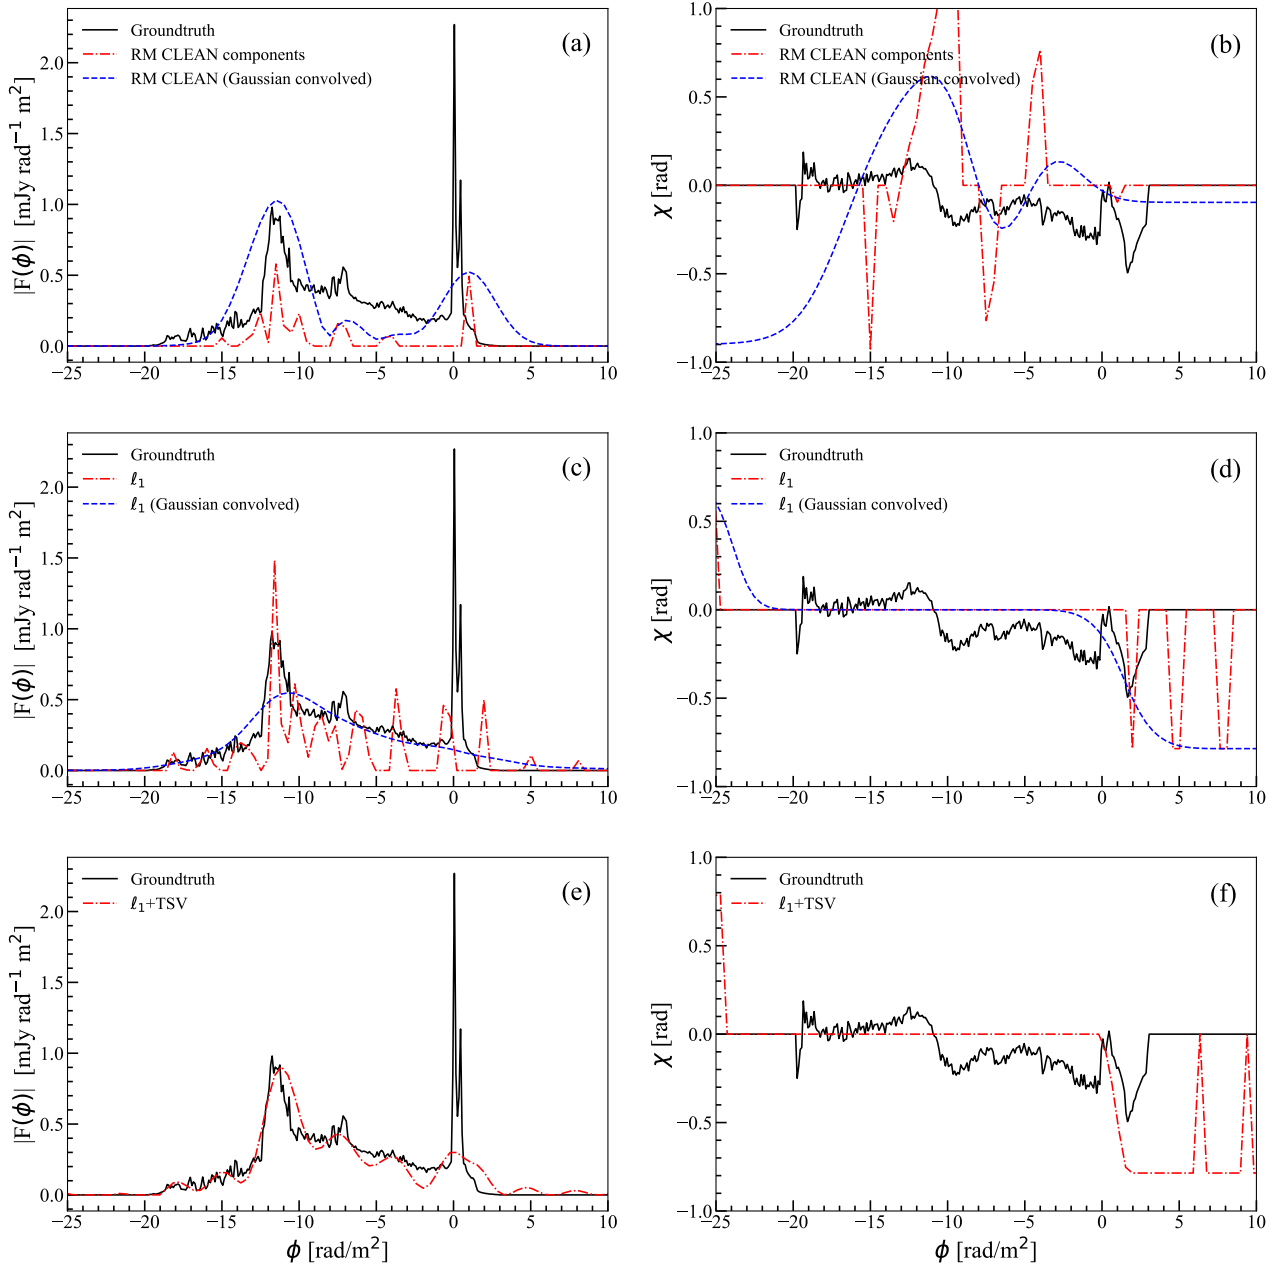 (a)
Groundtruth
RM CLEAN components
RM CLEAN (Gaussian convolved)
|F(ϕ)| [mJy rad⁻¹ m²]
2.0
1.5
1.0
0.5
0.0
−25 −20 −15 −10 −5 0 5 10
(b)
Groundtruth
RM CLEAN components
RM CLEAN (Gaussian convolved)
χ [rad]
1.0
0.5
0.0
−0.5
−1.0
−25 −20 −15 −10 −5 0 5 10
(c)
Groundtruth
ℓ₁
ℓ₁ (Gaussian convolved)
|F(ϕ)| [mJy rad⁻¹ m²]
2.0
1.5
1.0
0.5
0.0
−25 −20 −15 −10 −5 0 5 10
(d)
Groundtruth
ℓ₁
ℓ₁ (Gaussian convolved)
χ [rad]
1.0
0.5
0.0
−0.5
−1.0
−25 −20 −15 −10 −5 0 5 10
(e)
Groundtruth
ℓ₁+TSV
|F(ϕ)| [mJy rad⁻¹ m²]
2.0
1.5
1.0
0.5
0.0
−25 −20 −15 −10 −5 0 5 10
ϕ [rad/m²]
(f)
Groundtruth
ℓ₁+TSV
χ [rad]
1.0
0.5
0.0
−0.5
−1.0
−25 −20 −15 −10 −5 0 5 10
ϕ [rad/m²]